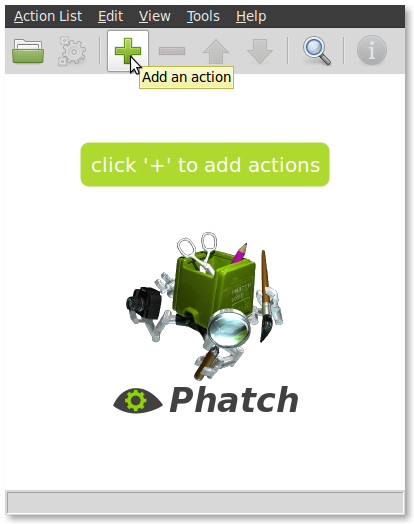 Action List Edit View Tools Help
Add an action
click '+' to add actions
Phatch